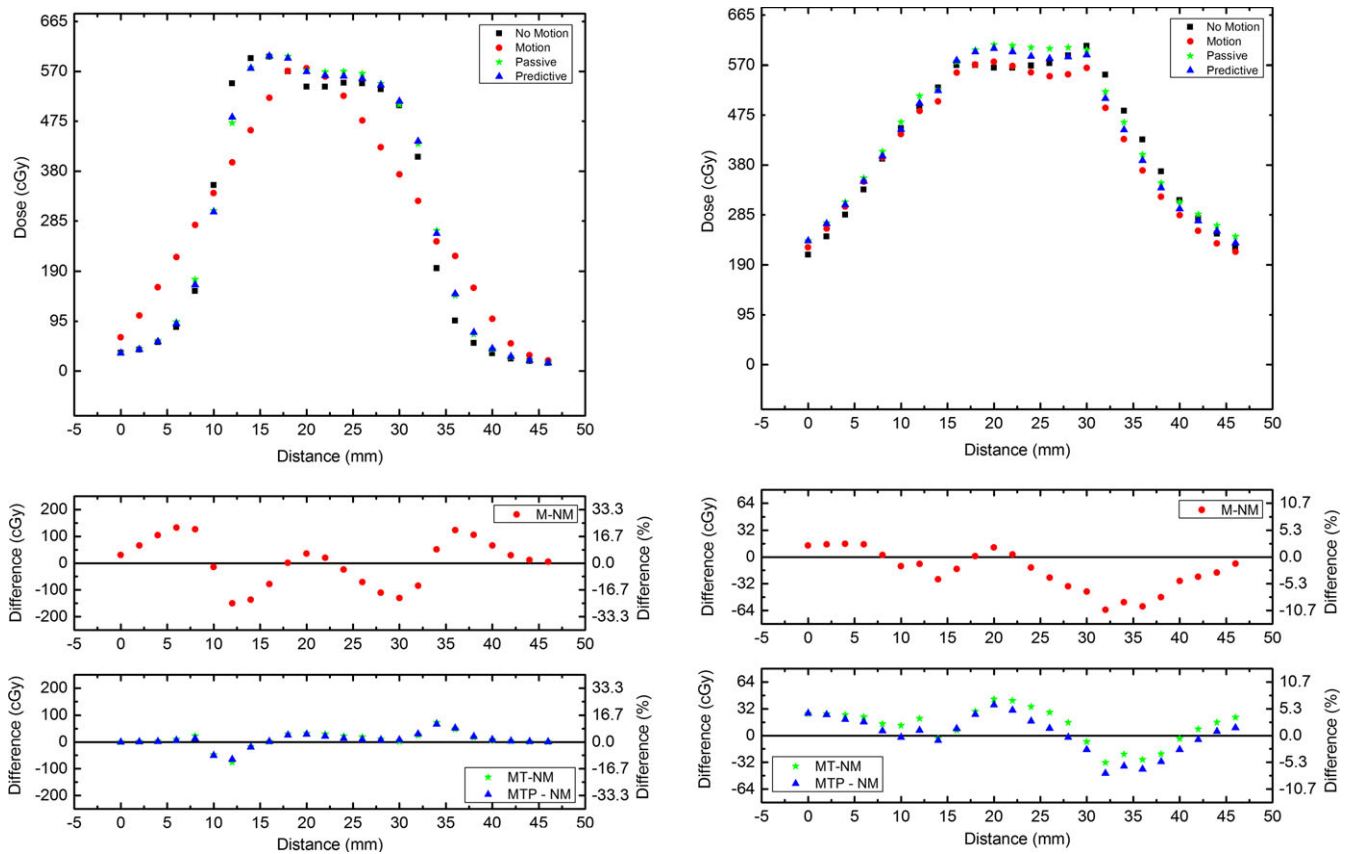 665
570
475
380
285
190
95
0
Dose (cGy)
No Motion
Motion
Passive
Predictive
-5 0 5 10 15 20 25 30 35 40 45 50
Distance (mm)
200
100
0
-100
-200
Difference (cGy)
M-NM
33.3
16.7
0.0
-16.7
-33.3
Difference (%)
-5 0 5 10 15 20 25 30 35 40 45 50
Distance (mm)
200
100
0
-100
-200
Difference (cGy)
MT-NM
MTP - NM
33.3
16.7
0.0
-16.7
-33.3
Difference (%)
-5 0 5 10 15 20 25 30 35 40 45 50
Distance (mm)
665
570
475
380
285
190
95
0
Dose (cGy)
No Motion
Motion
Passive
Predictive
-5 0 5 10 15 20 25 30 35 40 45 50
Distance (mm)
64
32
0
-32
-64
Difference (cGy)
M-NM
10.7
5.3
0.0
-5.3
-10.7
Difference (%)
-5 0 5 10 15 20 25 30 35 40 45 50
Distance (mm)
64
32
0
-32
-64
Difference (cGy)
MT-NM
MTP - NM
10.7
5.3
0.0
-5.3
-10.7
Difference (%)
-5 0 5 10 15 20 25 30 35 40 45 50
Distance (mm)